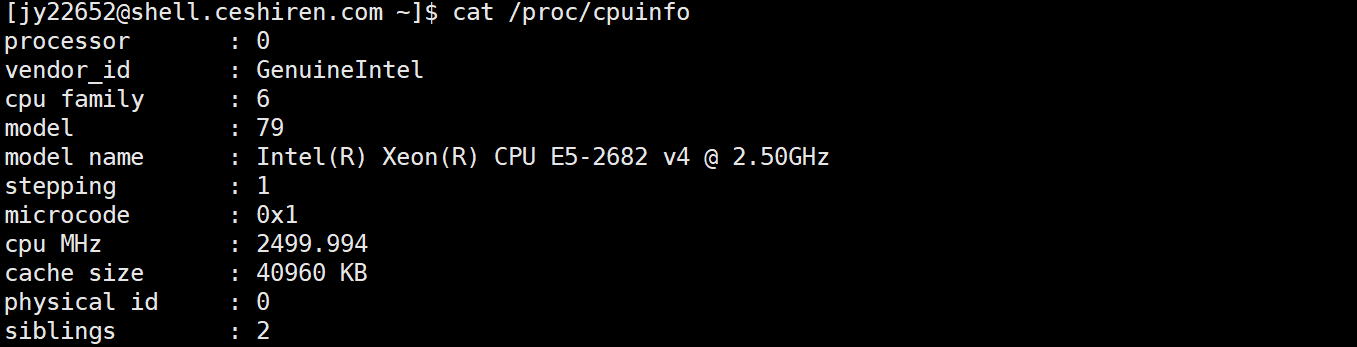 [jy22652@shell.ceshiren.com ~]$ cat /proc/cpuinfo
processor       : 0
vendor_id       : GenuineIntel
cpu family      : 6
model           : 79
model name      : Intel(R) Xeon(R) CPU E5-2682 v4 @ 2.50GHz
stepping        : 1
microcode       : 0x1
cpu MHz         : 2499.994
cache size      : 40960 KB
physical id     : 0
siblings        : 2